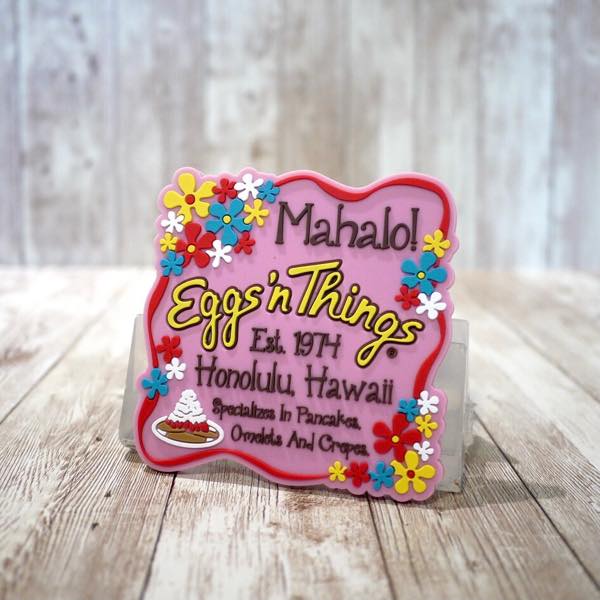 Mahalo!
Eggs'n Things®
Est. 1974
Honolulu, Hawaii
Specializes In Pancakes,
Omelets And Crepes.